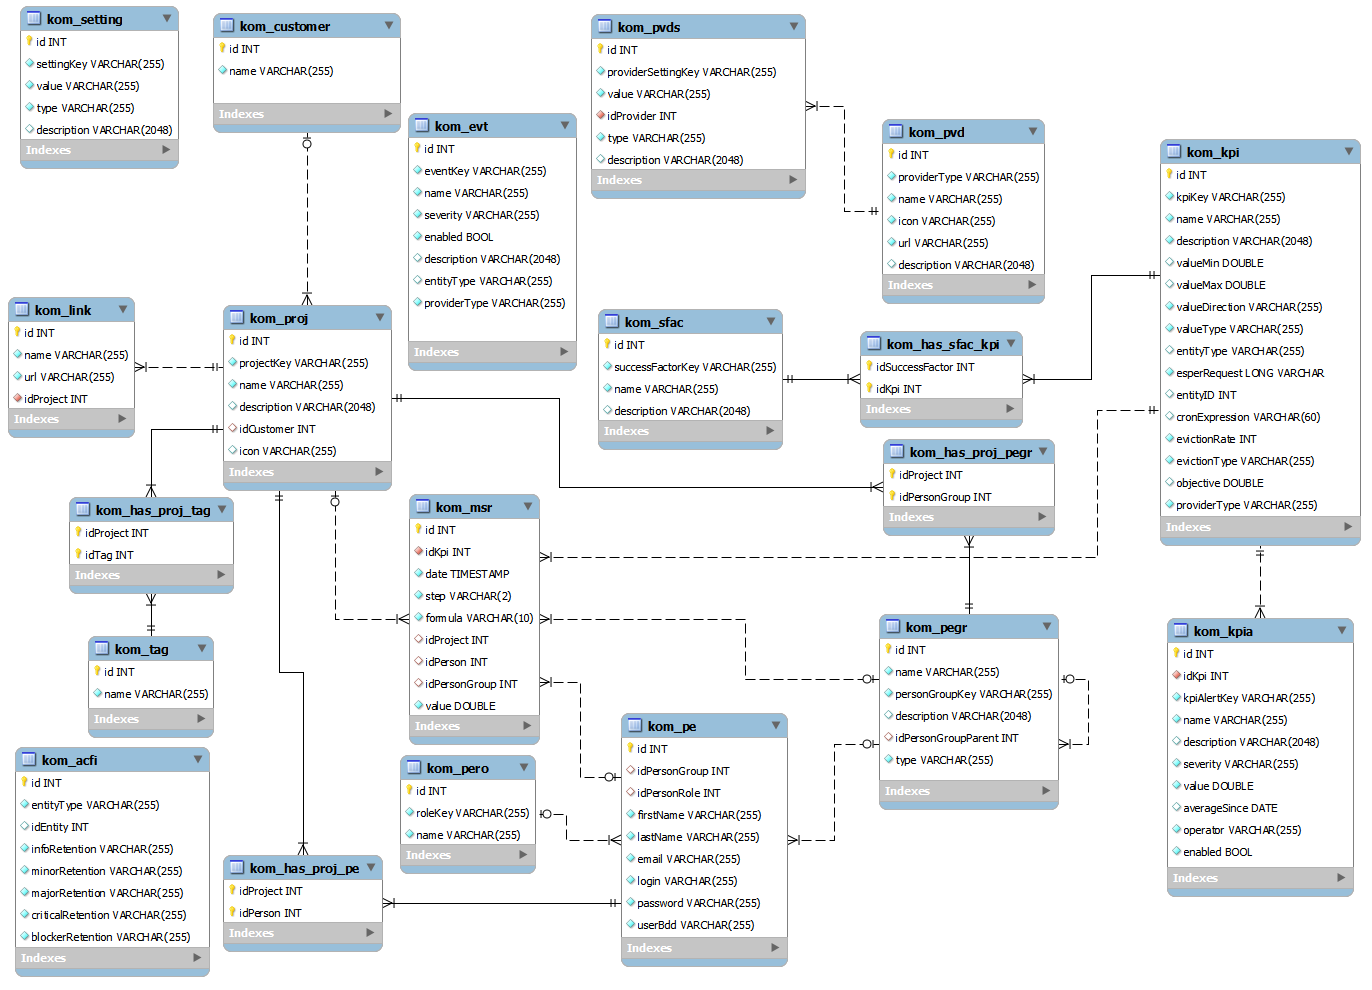 kom_setting
id INT
settingKey VARCHAR(255)
value VARCHAR(255)
type VARCHAR(255)
description VARCHAR(2048)
Indexes
kom_customer
id INT
name VARCHAR(255)
Indexes
kom_evt
id INT
eventKey VARCHAR(255)
name VARCHAR(255)
severity VARCHAR(255)
enabled BOOL
description VARCHAR(2048)
entityType VARCHAR(255)
providerType VARCHAR(255)
Indexes
kom_pvds
id INT
providerSettingKey VARCHAR(255)
value VARCHAR(255)
idProvider INT
type VARCHAR(255)
description VARCHAR(2048)
Indexes
kom_pvd
id INT
providerType VARCHAR(255)
name VARCHAR(255)
icon VARCHAR(255)
url VARCHAR(255)
description VARCHAR(2048)
Indexes
kom_kpi
id INT
kpiKey VARCHAR(255)
name VARCHAR(255)
description VARCHAR(2048)
valueMin DOUBLE
valueMax DOUBLE
valueDirection VARCHAR(255)
valueType VARCHAR(255)
entityType VARCHAR(255)
esperRequest LONG VARCHAR
entityID INT
cronExpression VARCHAR(60)
evictionRate INT
evictionType VARCHAR(255)
objective DOUBLE
providerType VARCHAR(255)
Indexes
kom_link
id INT
name VARCHAR(255)
url VARCHAR(255)
idProject INT
Indexes
kom_proj
id INT
projectKey VARCHAR(255)
name VARCHAR(255)
description VARCHAR(2048)
idCustomer INT
icon VARCHAR(255)
Indexes
kom_sfac
id INT
successFactorKey VARCHAR(255)
name VARCHAR(255)
description VARCHAR(2048)
Indexes
kom_has_sfac_kpi
idSuccessFactor INT
idKpi INT
Indexes
kom_has_proj_pegr
idProject INT
idPersonGroup INT
Indexes
kom_has_proj_tag
idProject INT
idTag INT
Indexes
kom_msr
id INT
idKpi INT
date TIMESTAMP
step VARCHAR(2)
formula VARCHAR(10)
idProject INT
idPerson INT
idPersonGroup INT
value DOUBLE
Indexes
kom_tag
id INT
name VARCHAR(255)
Indexes
kom_pegr
id INT
name VARCHAR(255)
personGroupKey VARCHAR(255)
description VARCHAR(2048)
idPersonGroupParent INT
type VARCHAR(255)
Indexes
kom_kpia
id INT
idKpi INT
kpiAlertKey VARCHAR(255)
name VARCHAR(255)
description VARCHAR(2048)
severity VARCHAR(255)
value DOUBLE
averageSince DATE
operator VARCHAR(255)
enabled BOOL
Indexes
kom_acfi
id INT
entityType VARCHAR(255)
idEntity INT
infoRetention VARCHAR(255)
minorRetention VARCHAR(255)
majorRetention VARCHAR(255)
criticalRetention VARCHAR(255)
blockerRetention VARCHAR(255)
Indexes
kom_pero
id INT
roleKey VARCHAR(255)
name VARCHAR(255)
Indexes
kom_pe
id INT
idPersonGroup INT
idPersonRole INT
firstName VARCHAR(255)
lastName VARCHAR(255)
email VARCHAR(255)
login VARCHAR(255)
password VARCHAR(255)
userBdd VARCHAR(255)
Indexes
kom_has_proj_pe
idProject INT
idPerson INT
Indexes